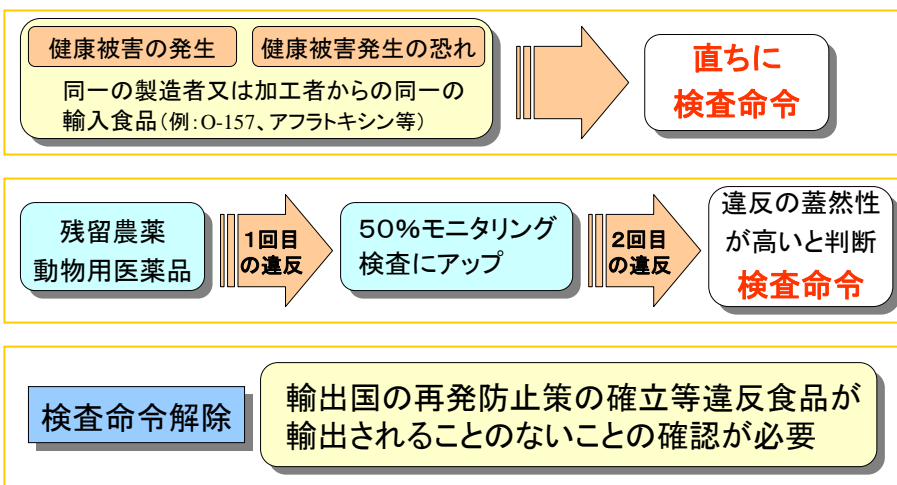 健康被害の発生
健康被害発生の恐れ
同一の製造者又は加工者からの同一の
輸入食品(例:O-157、アフラトキシン等)
直ちに
検査命令
残留農薬
動物用医薬品
1回目
の違反
50%モニタリング
検査にアップ
2回目
の違反
違反の蓋然性
が高いと判断
検査命令
検査命令解除
輸出国の再発防止策の確立等違反食品が
輸出されることのないことの確認が必要